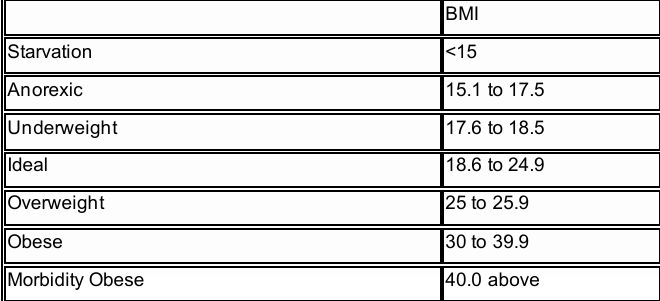 BMI
Starvation <15
Anorexic 15.1 to 17.5
Underweight 17.6 to 18.5
Ideal 18.6 to 24.9
Overweight 25 to 25.9
Obese 30 to 39.9
Morbidity Obese 40.0 above